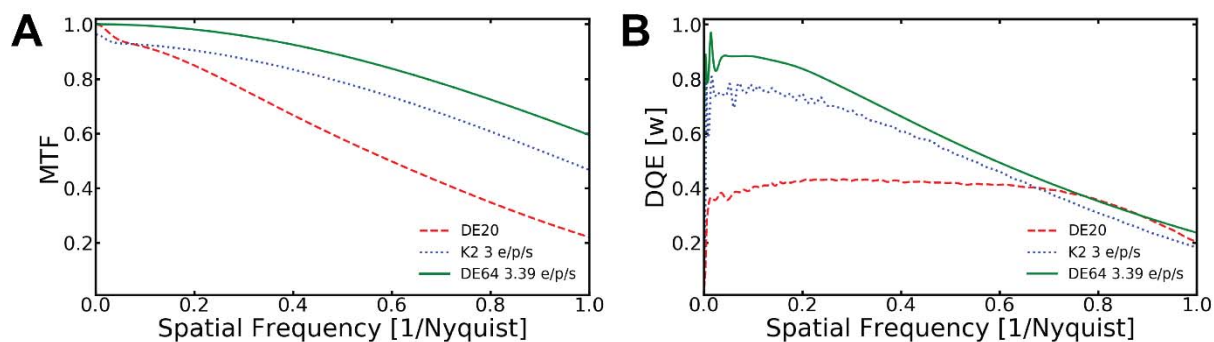 A
1.0
0.8
0.6
0.4
0.2
MTF
DE20
K2 3 e/p/s
DE64 3.39 e/p/s
0.0 0.2 0.4 0.6 0.8 1.0
Spatial Frequency [1/Nyquist]
B
1.0
0.8
0.6
0.4
0.2
DQE [w]
DE20
K2 3 e/p/s
DE64 3.39 e/p/s
0.0 0.2 0.4 0.6 0.8 1.0
Spatial Frequency [1/Nyquist]